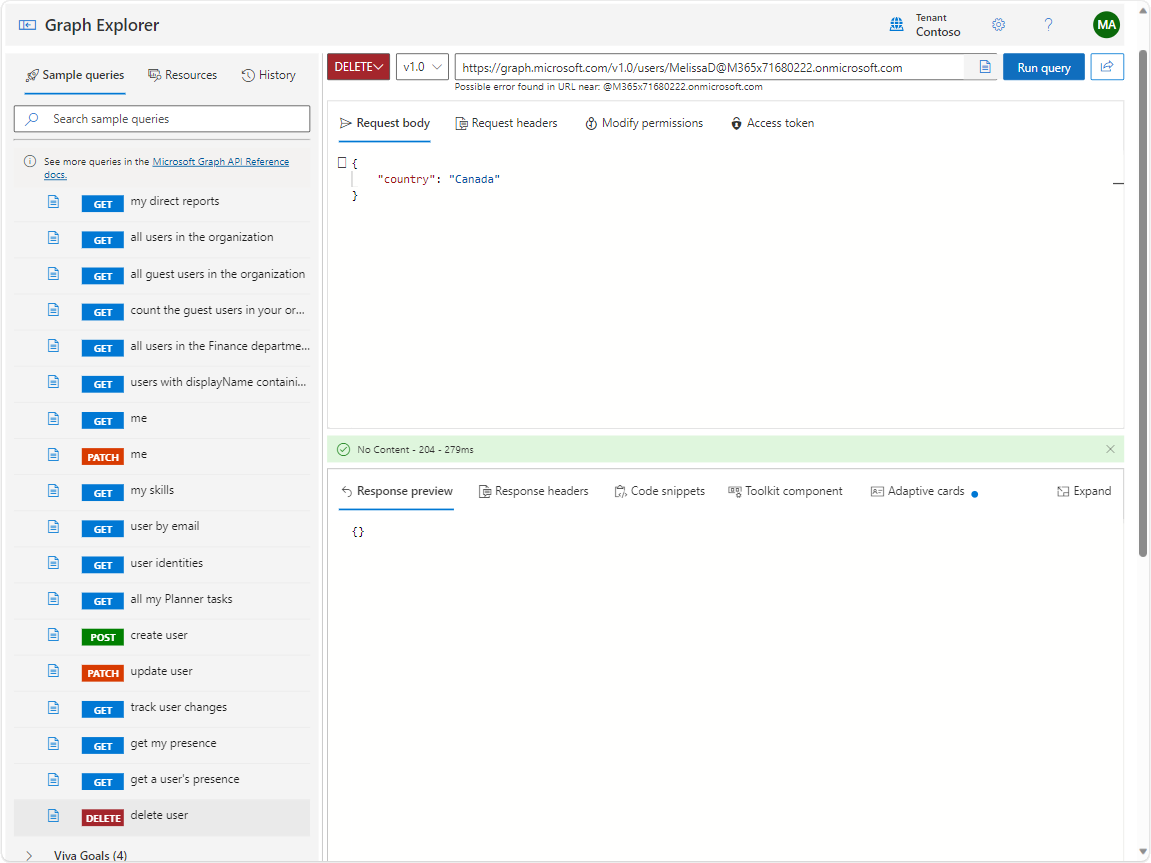 Graph Explorer
Tenant
Contoso
?
MA
Sample queries
Resources
History
Search sample queries
See more queries in the Microsoft Graph API Reference
docs.
GET my direct reports
GET all users in the organization
GET all guest users in the organization
GET count the guest users in your or...
GET all users in the Finance departme...
GET users with displayName containi...
GET me
PATCH me
GET my skills
GET user by email
GET user identities
GET all my Planner tasks
POST create user
PATCH update user
GET track user changes
GET get my presence
GET get a user's presence
DELETE delete user
Viva Goals (4)
DELETE
v1.0
https://graph.microsoft.com/v1.0/users/MelissaD@M365x71680222.onmicrosoft.com
Run query
Possible error found in URL near: @M365x71680222.onmicrosoft.com
Request body
Request headers
Modify permissions
Access token
{
"country": "Canada"
}
No Content - 204 - 279ms
Response preview
Response headers
Code snippets
Toolkit component
Adaptive cards
Expand
{}